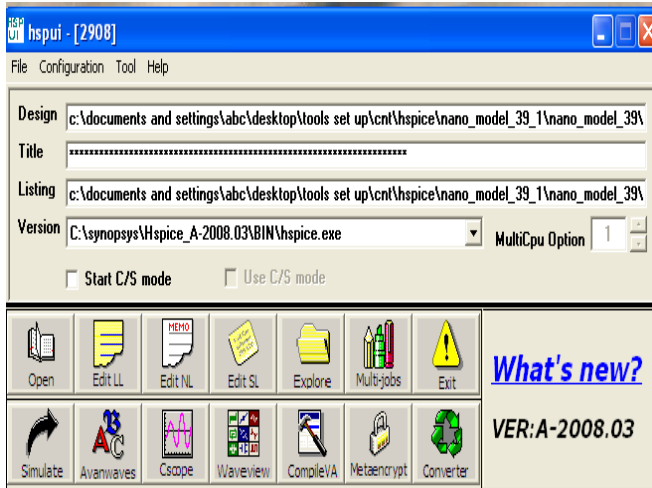 HSP UI hspui - [2908]
File Configuration Tool Help
Design c:\documents and settings\abc\desktop\tools set up\cnt\hspice\nano_model_39_1\nano_model_39\
Title ********************************************************************
Listing c:\documents and settings\abc\desktop\tools set up\cnt\hspice\nano_model_39_1\nano_model_39\
Version C:\synopsys\Hspice_A-2008.03\BIN\hspice.exe MultiCpu Option 1
Start C/S mode Use C/S mode
MEMO
Open Edit LL Edit NL Edit SL Explore Multi-jobs Exit
What's new?
VER:A-2008.03
Simulate Avanwaves Cscope Waveview CompileVA Metaencrypt Converter